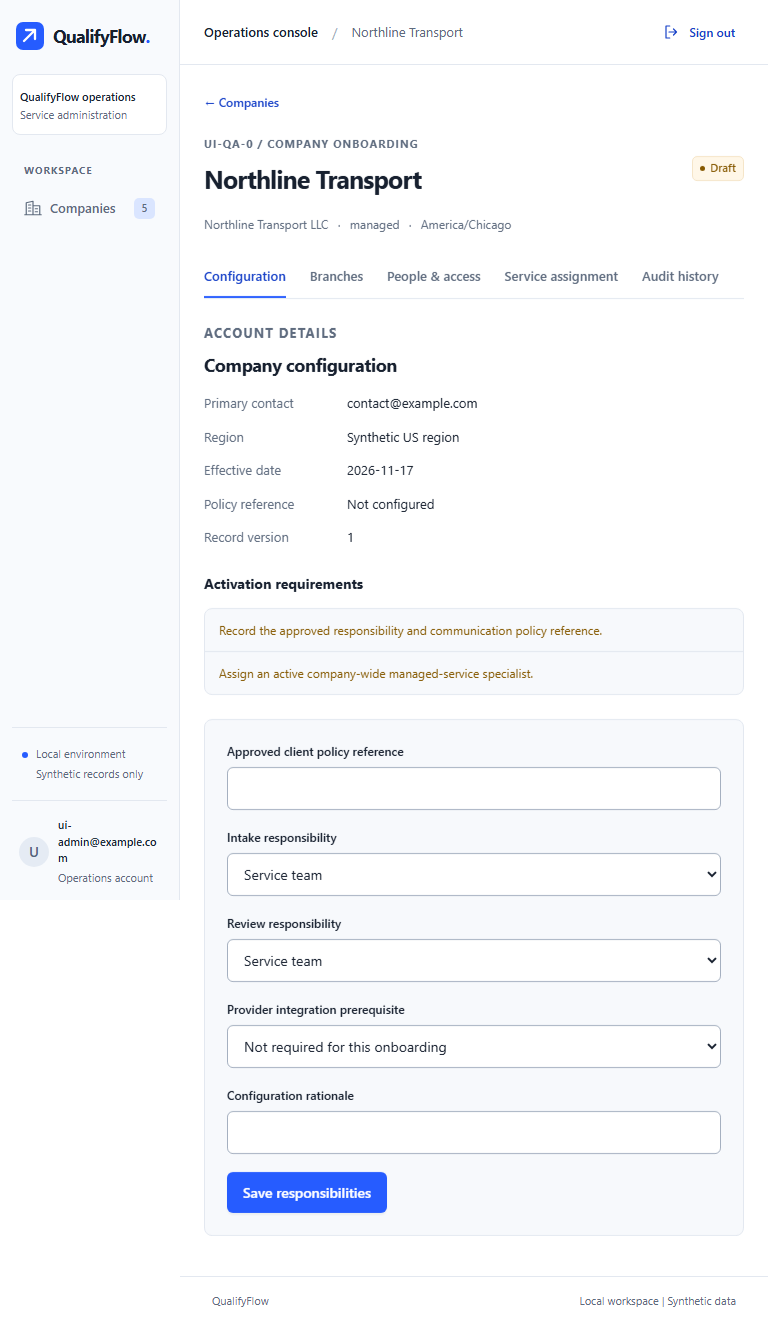 QualifyFlow.
QualifyFlow operations
Service administration
WORKSPACE
Companies 5
Local environment
Synthetic records only
U
ui-
admin@example.co
m
Operations account
Operations console / Northline Transport
Sign out
← Companies
UI-QA-0 / COMPANY ONBOARDING
Northline Transport
Draft
Northline Transport LLC · managed · America/Chicago
Configuration Branches People & access Service assignment Audit history
ACCOUNT DETAILS
Company configuration
Primary contact contact@example.com
Region Synthetic US region
Effective date 2026-11-17
Policy reference Not configured
Record version 1
Activation requirements
Record the approved responsibility and communication policy reference.
Assign an active company-wide managed-service specialist.
Approved client policy reference
Intake responsibility
Service team
Review responsibility
Service team
Provider integration prerequisite
Not required for this onboarding
Configuration rationale
Save responsibilities
QualifyFlow
Local workspace | Synthetic data